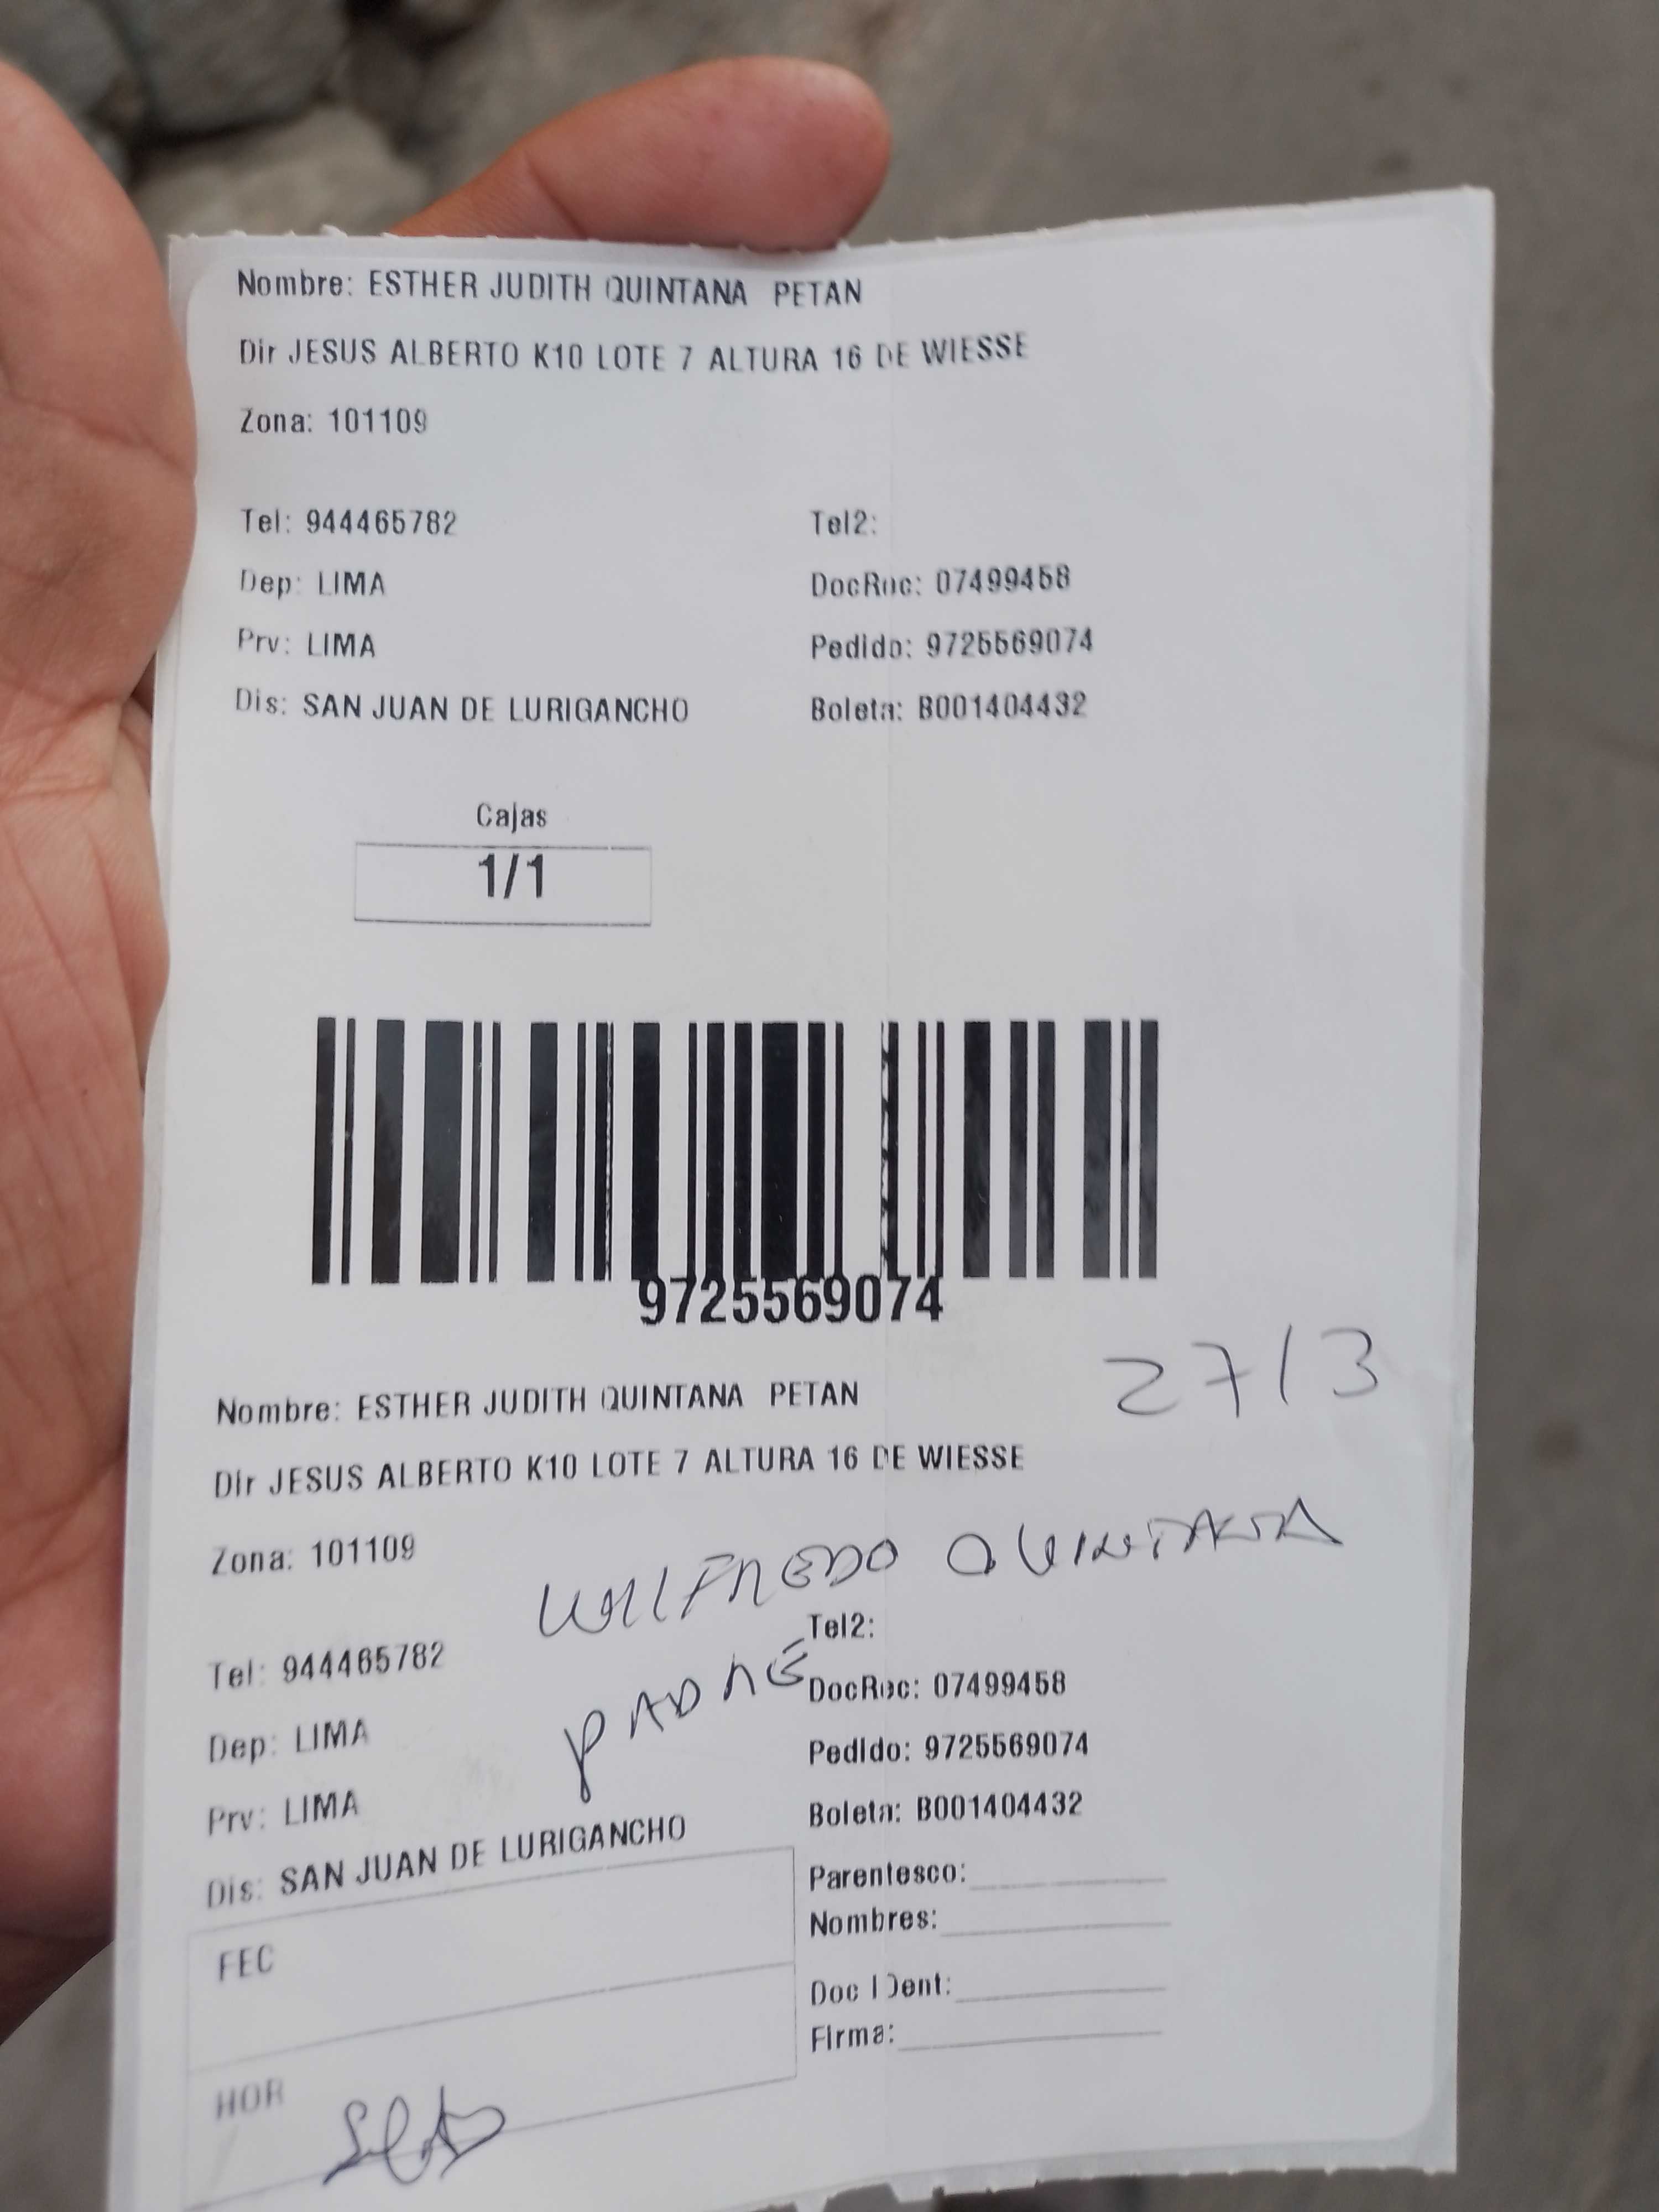 Nombre: ESTHER JUDITH QUINTANA PETAN
Dir JESUS ALBERTO K10 LOTE 7 ALTURA 16 DE WIESSE
Zona: 101109
Tel: 944465782 Tel2:
Dep: LIMA DocRoc: 07499458
Prv: LIMA Pedido: 9725569074
Dis: SAN JUAN DE LURIGANCHO Boleta: B001404432
Cajas
1/1
9725569074
27/3
Nombre: ESTHER JUDITH QUINTANA PETAN
Dir JESUS ALBERTO K10 LOTE 7 ALTURA 16 DE WIESSE
Zona: 101109
WILFREDO QUINTANA
Tel: 944465782 Tel2:
PADRE
DocRoc: 07499458
Dep: LIMA Pedido: 9725569074
Prv: LIMA Boleta: B001404432
Dis: SAN JUAN DE LURIGANCHO
Parentesco:
Nombres:
FEC
Doc IDent:
Firma:
HOR